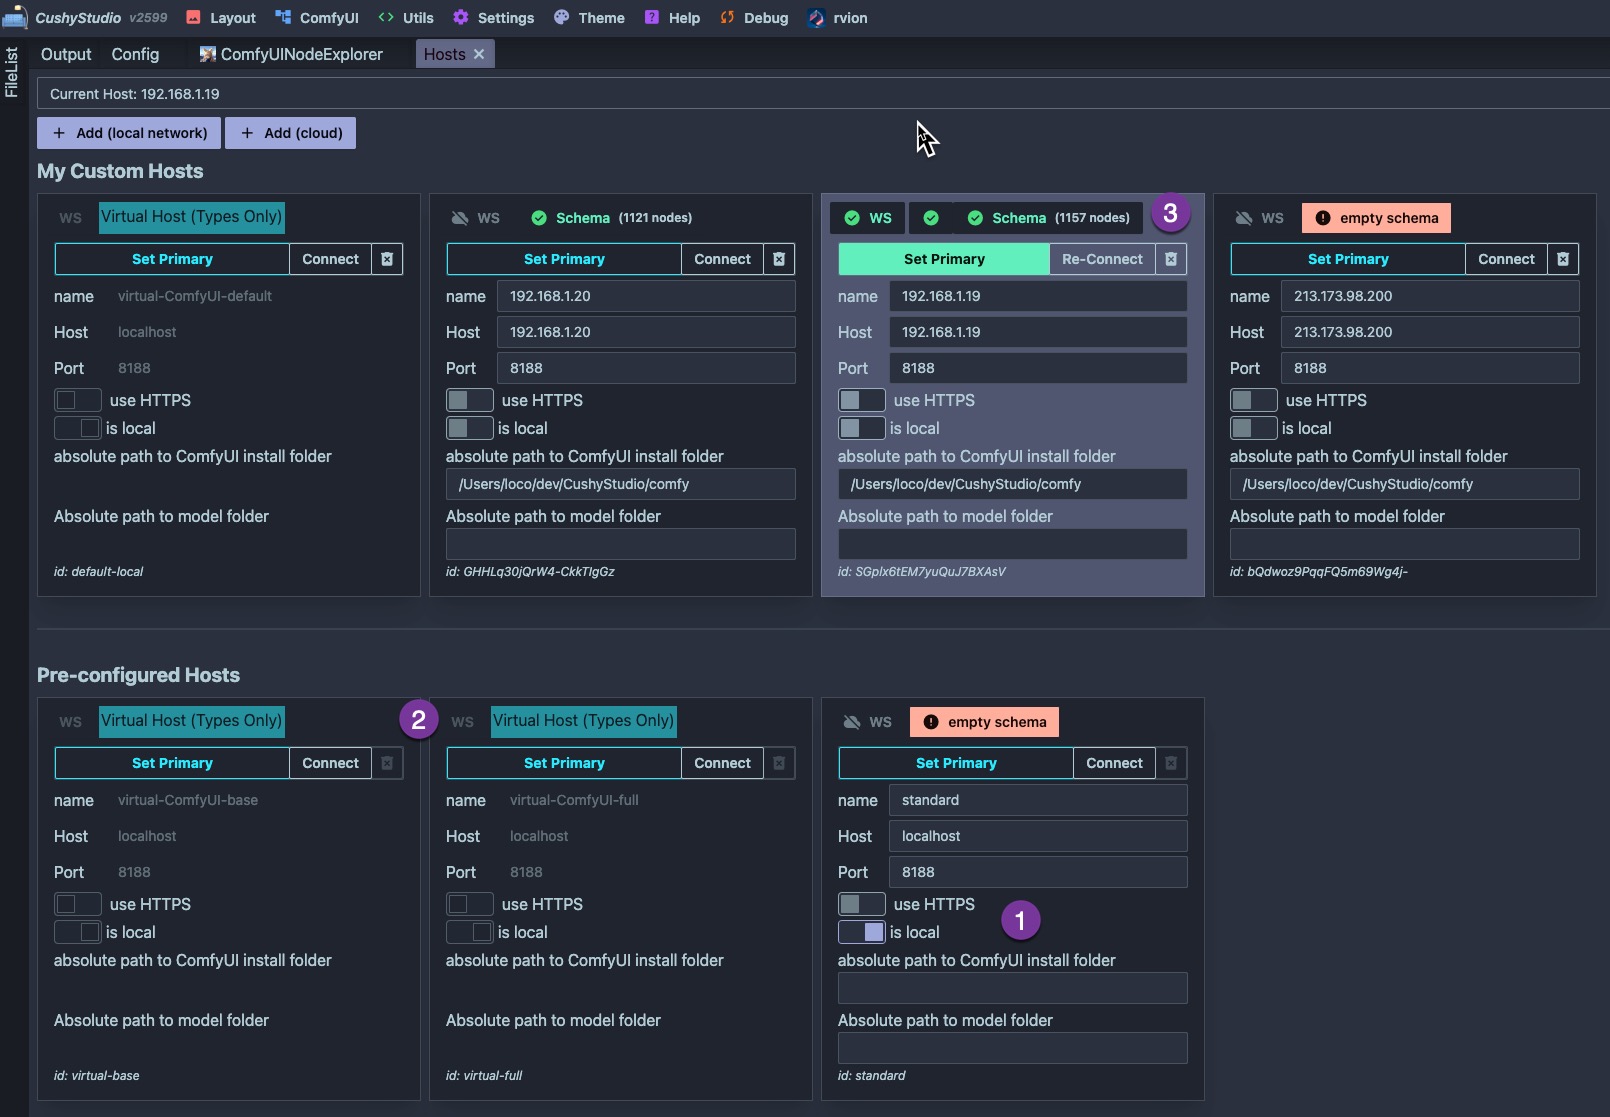 CushyStudio v2599 Layout ComfyUI Utils Settings Theme Help Debug rvion
FileList
Output Config ComfyUINodeExplorer Hosts
Current Host: 192.168.1.19
+ Add (local network) + Add (cloud)
My Custom Hosts
WS Virtual Host (Types Only)
Set Primary Connect
name virtual-ComfyUI-default
Host localhost
Port 8188
use HTTPS
is local
absolute path to ComfyUI install folder
Absolute path to model folder
id: default-local
WS Schema (1121 nodes)
Set Primary Connect
name 192.168.1.20
Host 192.168.1.20
Port 8188
use HTTPS
is local
absolute path to ComfyUI install folder
/Users/loco/dev/CushyStudio/comfy
Absolute path to model folder
id: GHHLq30jQrW4-CkkTIgGz
WS Schema (1157 nodes) 3
Set Primary Re-Connect
name 192.168.1.19
Host 192.168.1.19
Port 8188
use HTTPS
is local
absolute path to ComfyUI install folder
/Users/loco/dev/CushyStudio/comfy
Absolute path to model folder
id: SGplx6tEM7yuQuJ7BXAsV
WS empty schema
Set Primary Connect
name 213.173.98.200
Host 213.173.98.200
Port 8188
use HTTPS
is local
absolute path to ComfyUI install folder
/Users/loco/dev/CushyStudio/comfy
Absolute path to model folder
id: bQdwoz9PqqFQ5m69Wg4j-
Pre-configured Hosts
WS Virtual Host (Types Only)
Set Primary Connect
name virtual-ComfyUI-base
Host localhost
Port 8188
use HTTPS
is local
absolute path to ComfyUI install folder
Absolute path to model folder
id: virtual-base
2
WS Virtual Host (Types Only)
Set Primary Connect
name virtual-ComfyUI-full
Host localhost
Port 8188
use HTTPS
is local
absolute path to ComfyUI install folder
Absolute path to model folder
id: virtual-full
WS empty schema
Set Primary Connect
name standard
Host localhost
Port 8188
use HTTPS
1
is local
absolute path to ComfyUI install folder
Absolute path to model folder
id: standard